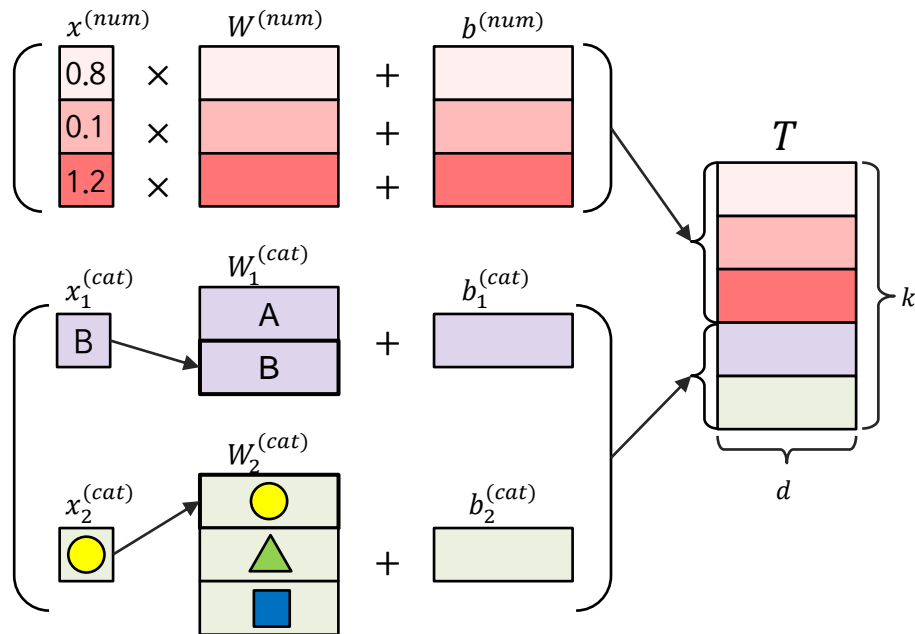 x^(num) W^(num) b^(num)
0.8 × +
0.1 × +
1.2 × +
T
k
d
x_1^(cat) W_1^(cat) b_1^(cat)
A
B +
B
x_2^(cat) W_2^(cat) b_2^(cat)
+